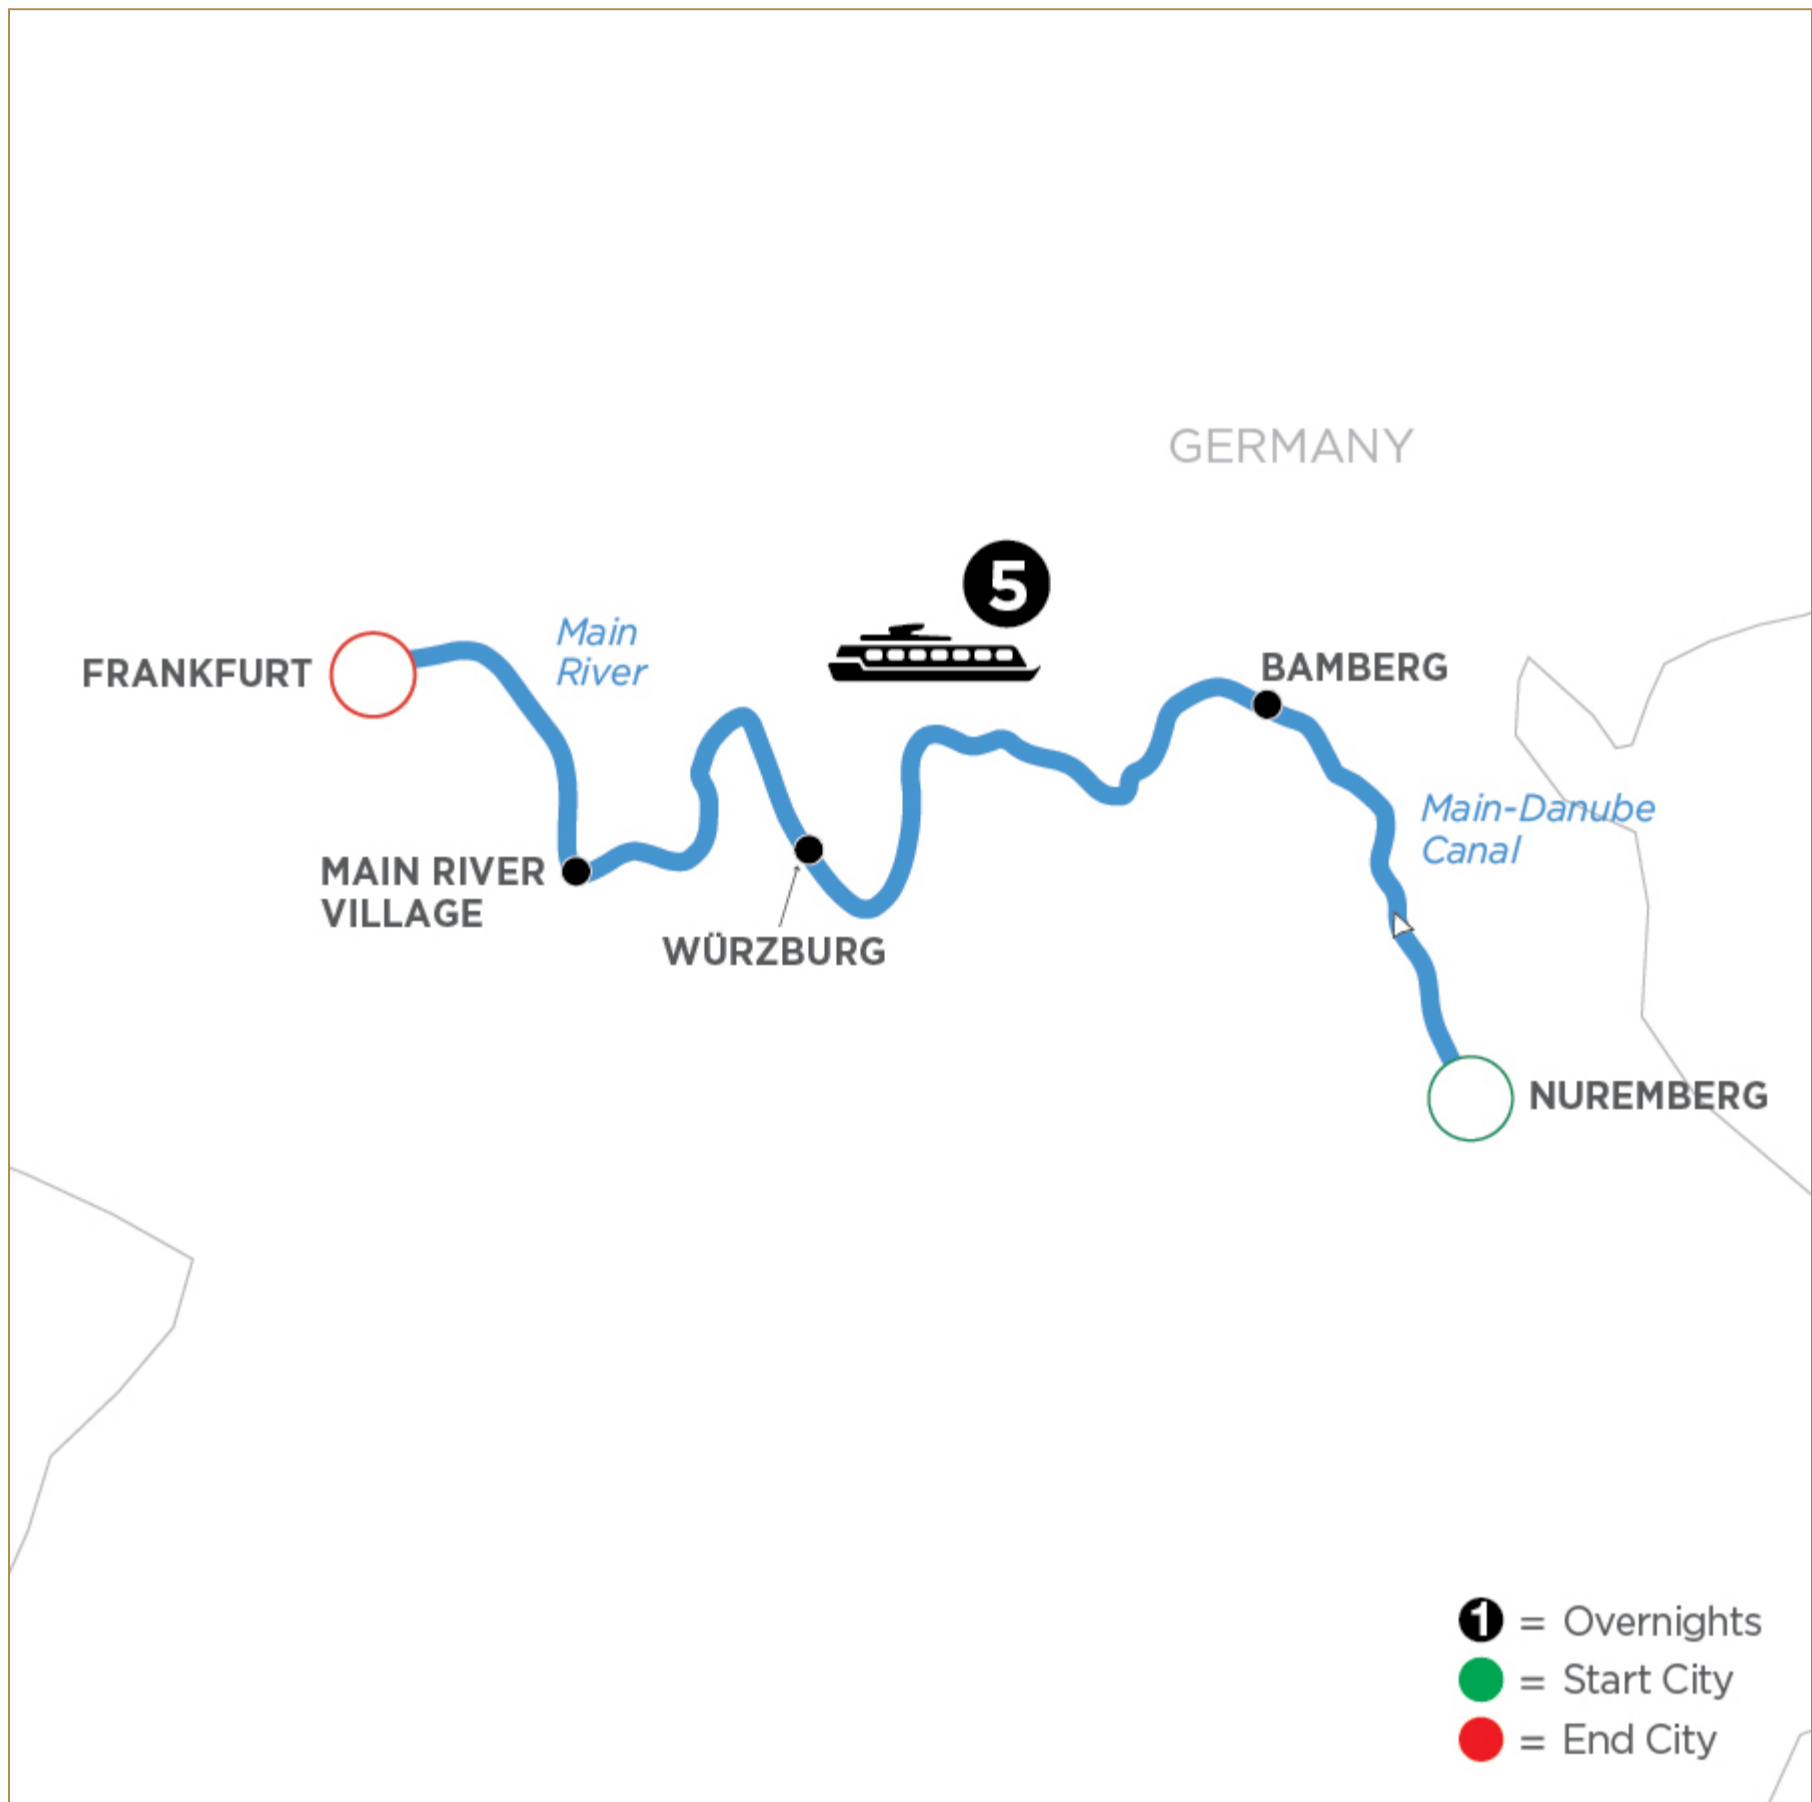 GERMANY
5
Main
River
FRANKFURT
BAMBERG
Main-Danube
Canal
MAIN RIVER
VILLAGE
WÜRZBURG
NUREMBERG
1 = Overnights
= Start City
= End City